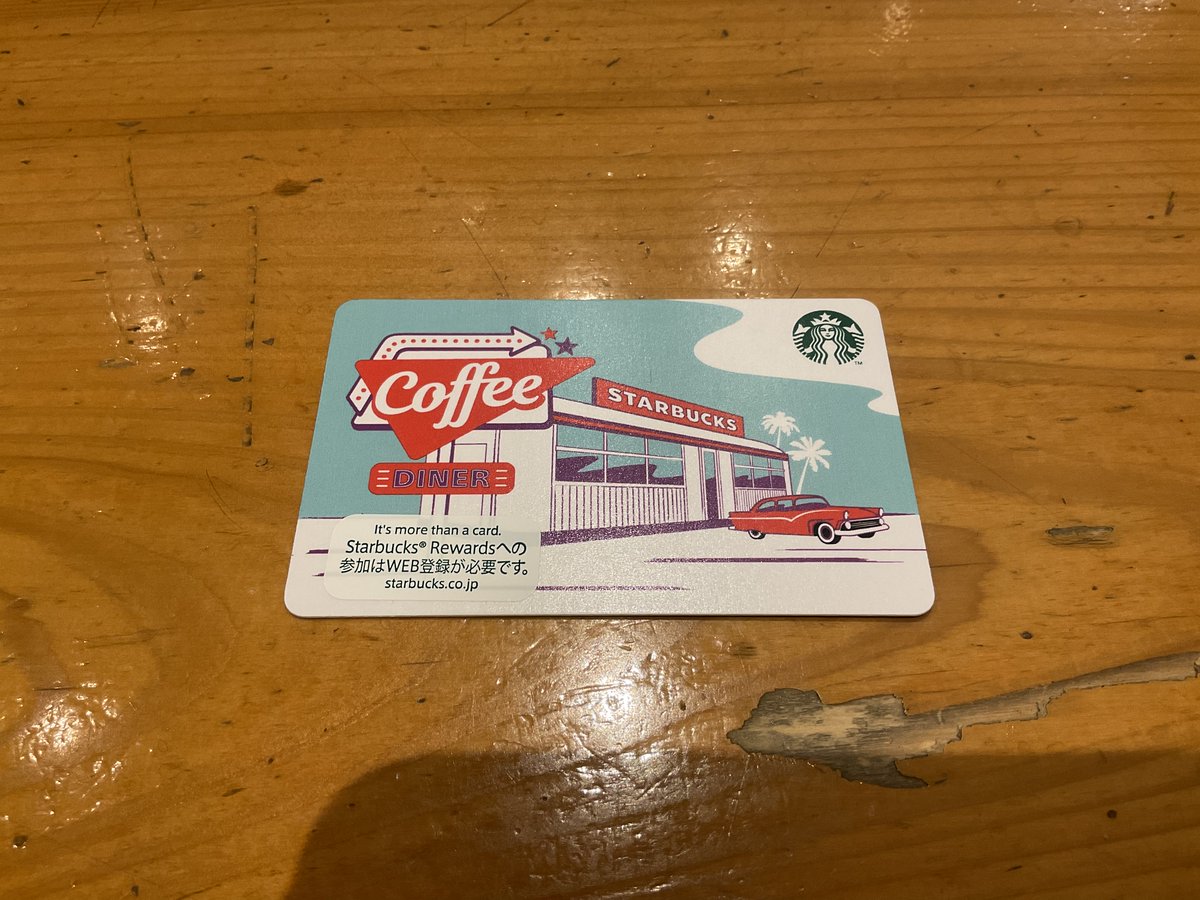 Coffee
DINER
STARBUCKS
TM
It's more than a card.
Starbucks® Rewardsへの
参加はWEB登録が必要です。
starbucks.co.jp